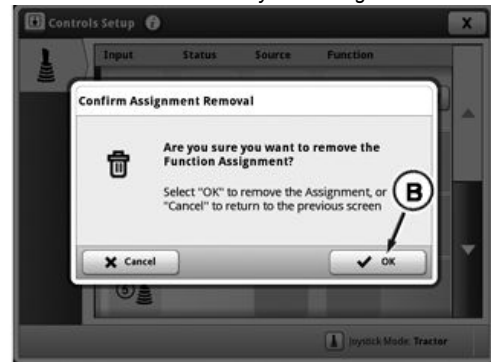 Controls Setup i X
Input Status Source Function
Confirm Assignment Removal
Are you sure you want to remove the
Function Assignment?
Select "OK" to remove the Assignment, or
"Cancel" to return to the previous screen
B
Cancel
OK
5
Joystick Mode: Tractor